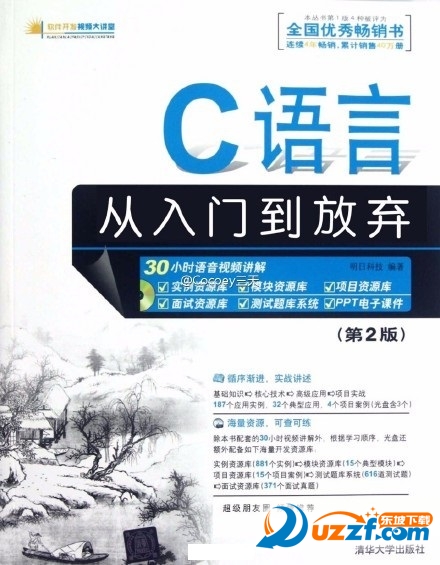 软件开发视频大讲堂
本丛书第1版4种被评为
全国优秀畅销书
连续4年畅销,累计销售40万册
C语言
从入门到放弃
30小时语音视频讲解
明日科技 编著
@Cocoey三天
实例资源库 模块资源库 项目资源库
面试资源库 测试题库系统 PPT电子课件
(第2版)
循序渐进,实战讲述
基础知识 核心技术 高级应用 项目实战
187个应用实例,32个典型应用,4个项目案例(光盘含3个)
海量资源,可查可练
除本书配套的30小时视频讲解外,根据学习顺序,光盘还
额外配备如下海量开发资源库:
实例资源库(881个实例) 模块资源库(15个典型模块)
项目资源库(15个项目案例) 测试题库系统(616道测试题)
面试资源库(371个面试真题)
超级朋友圈
乐坡下载
uzzf.com
清华大学出版社